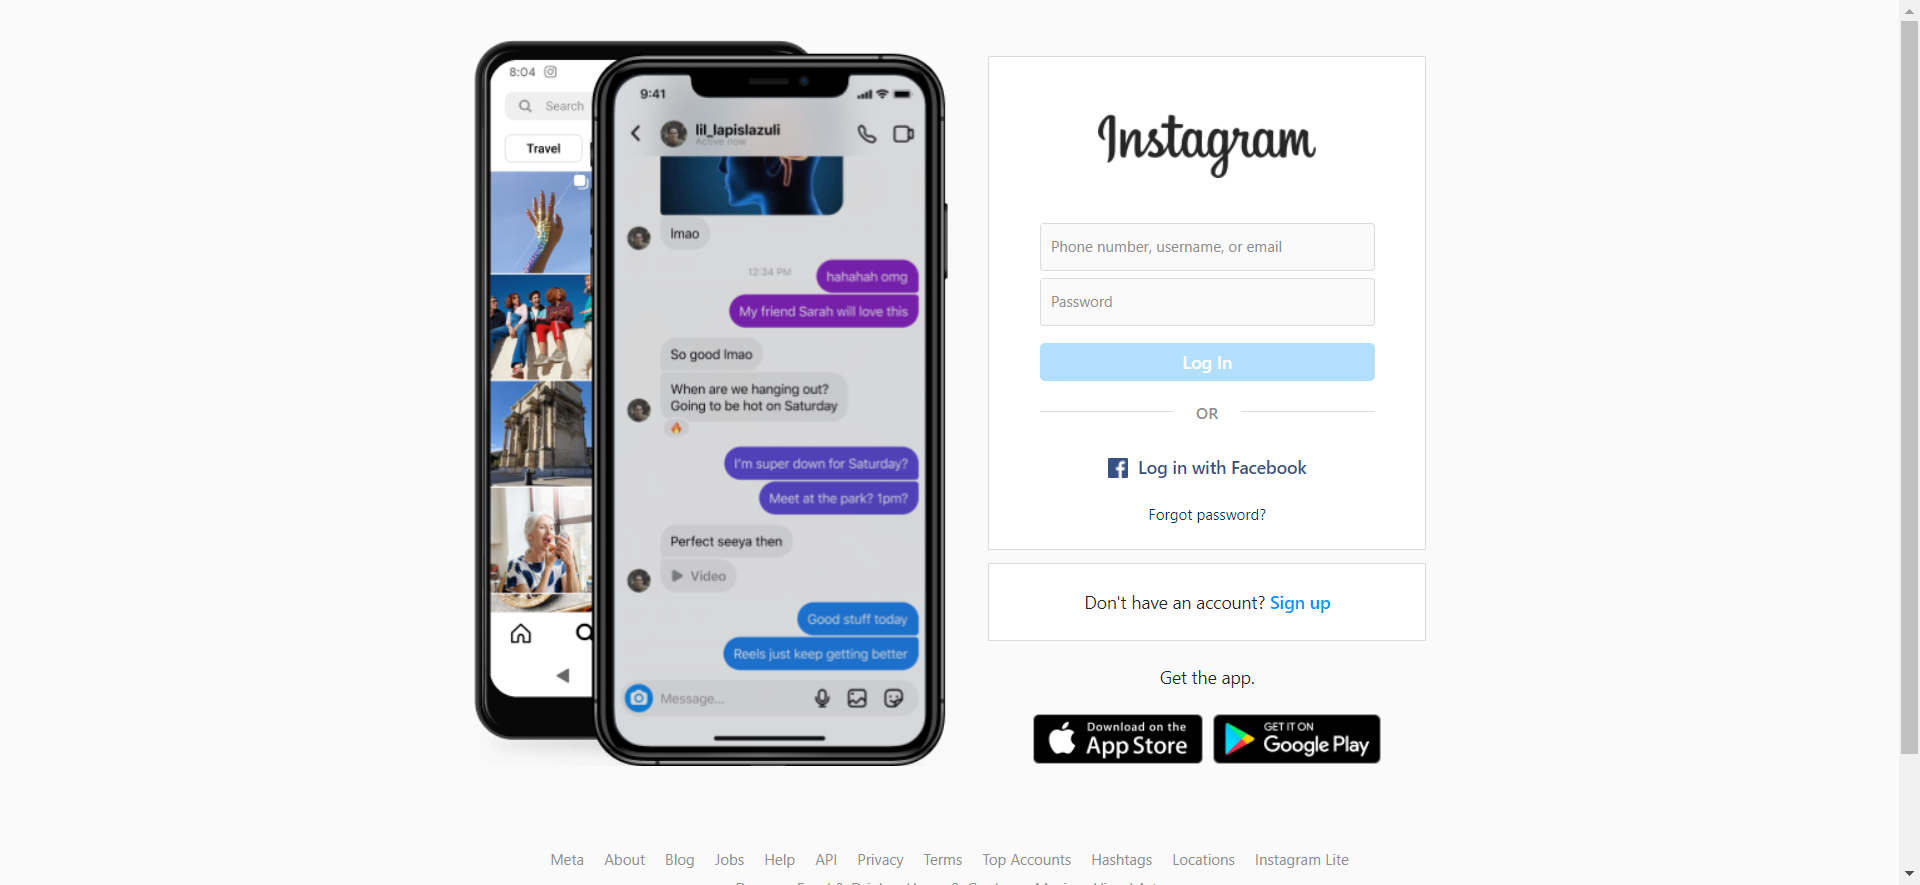 8:04
Search
Travel
9:41
lil_lapislazuli
Active now
lmao
12:34 PM
hahahah omg
My friend Sarah will love this
So good lmao
When are we hanging out?
Going to be hot on Saturday
I'm super down for Saturday?
Meet at the park? 1pm?
Perfect seeya then
Video
Good stuff today
Reels just keep getting better
Message...
Instagram
Phone number, username, or email
Password
Log In
OR
Log in with Facebook
Forgot password?
Don't have an account? Sign up
Get the app.
Download on the
App Store
GET IT ON
Google Play
Meta About Blog Jobs Help API Privacy Terms Top Accounts Hashtags Locations Instagram Lite